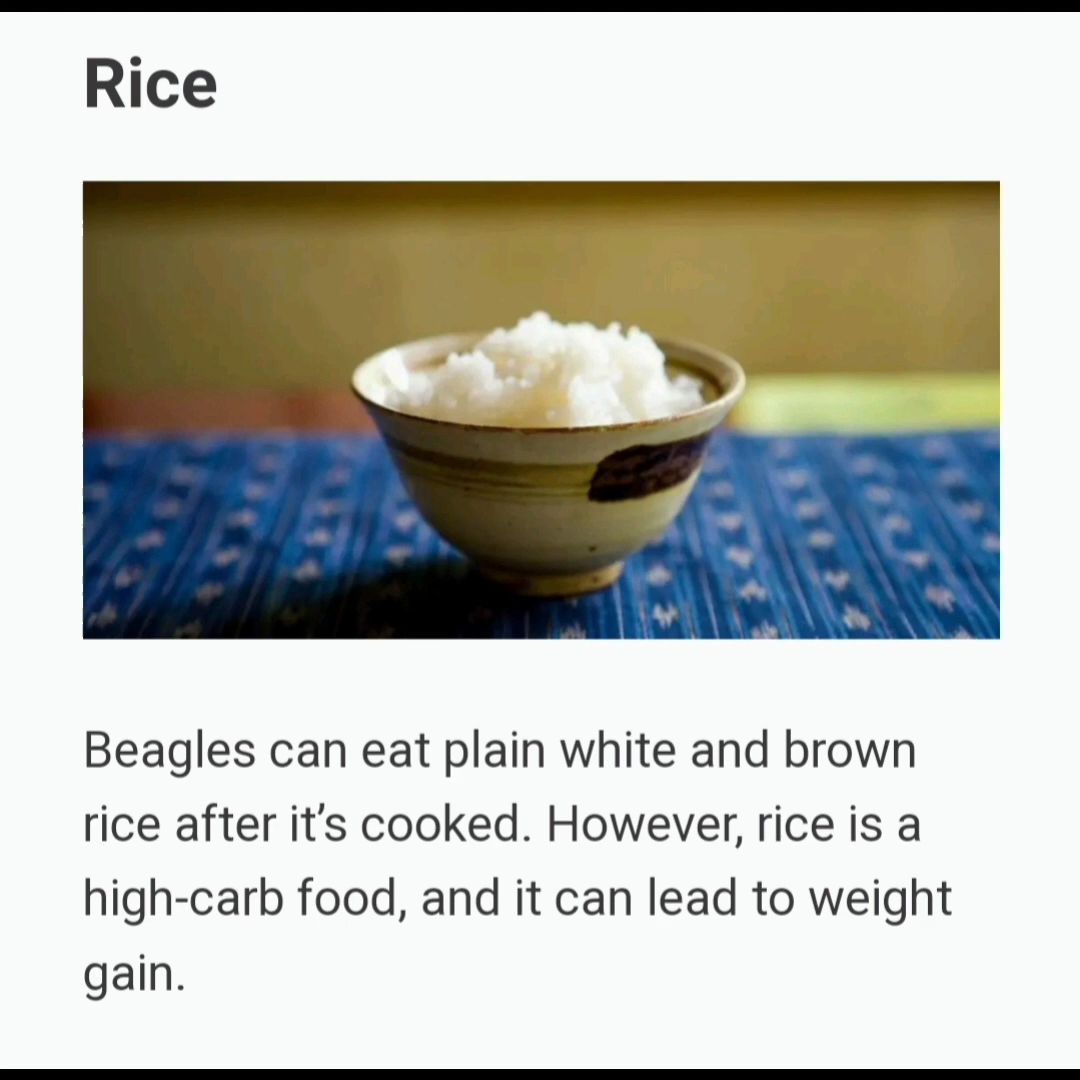 Rice
Beagles can eat plain white and brown
rice after it’s cooked. However, rice is a
high-carb food, and it can lead to weight
gain.